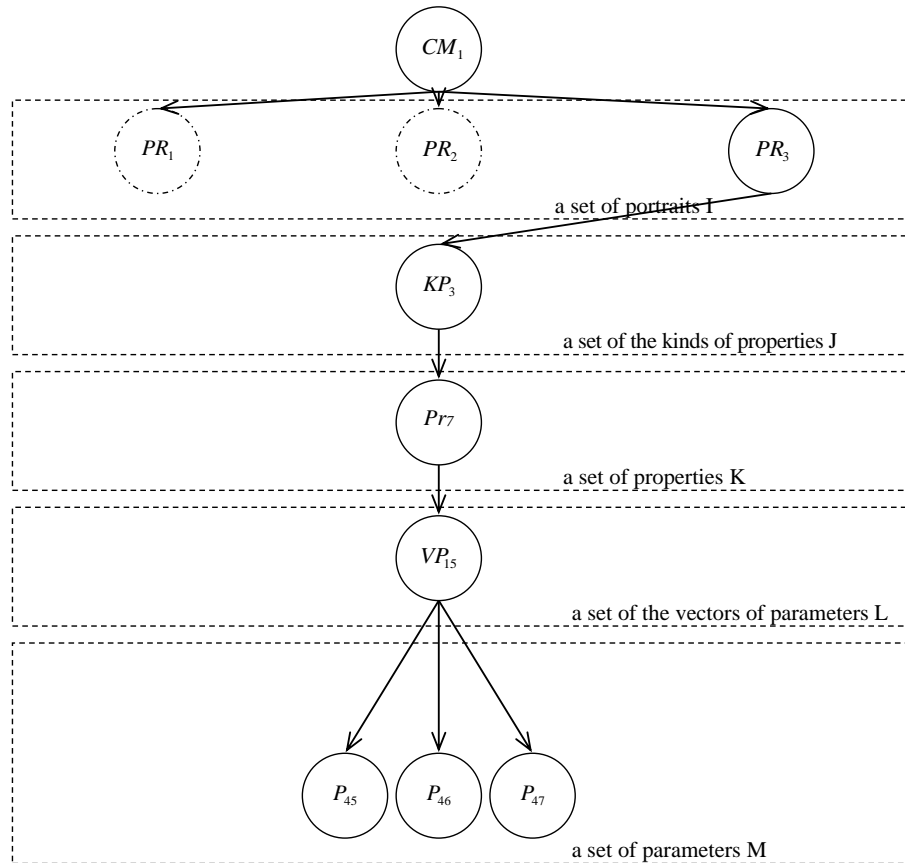 CM₁
PR₁ PR₂ PR₃
a set of portraits I
KP₃
a set of the kinds of properties J
Pr₇
a set of properties K
VP₁₅
a set of the vectors of parameters L
P₄₅ P₄₆ P₄₇
a set of parameters M